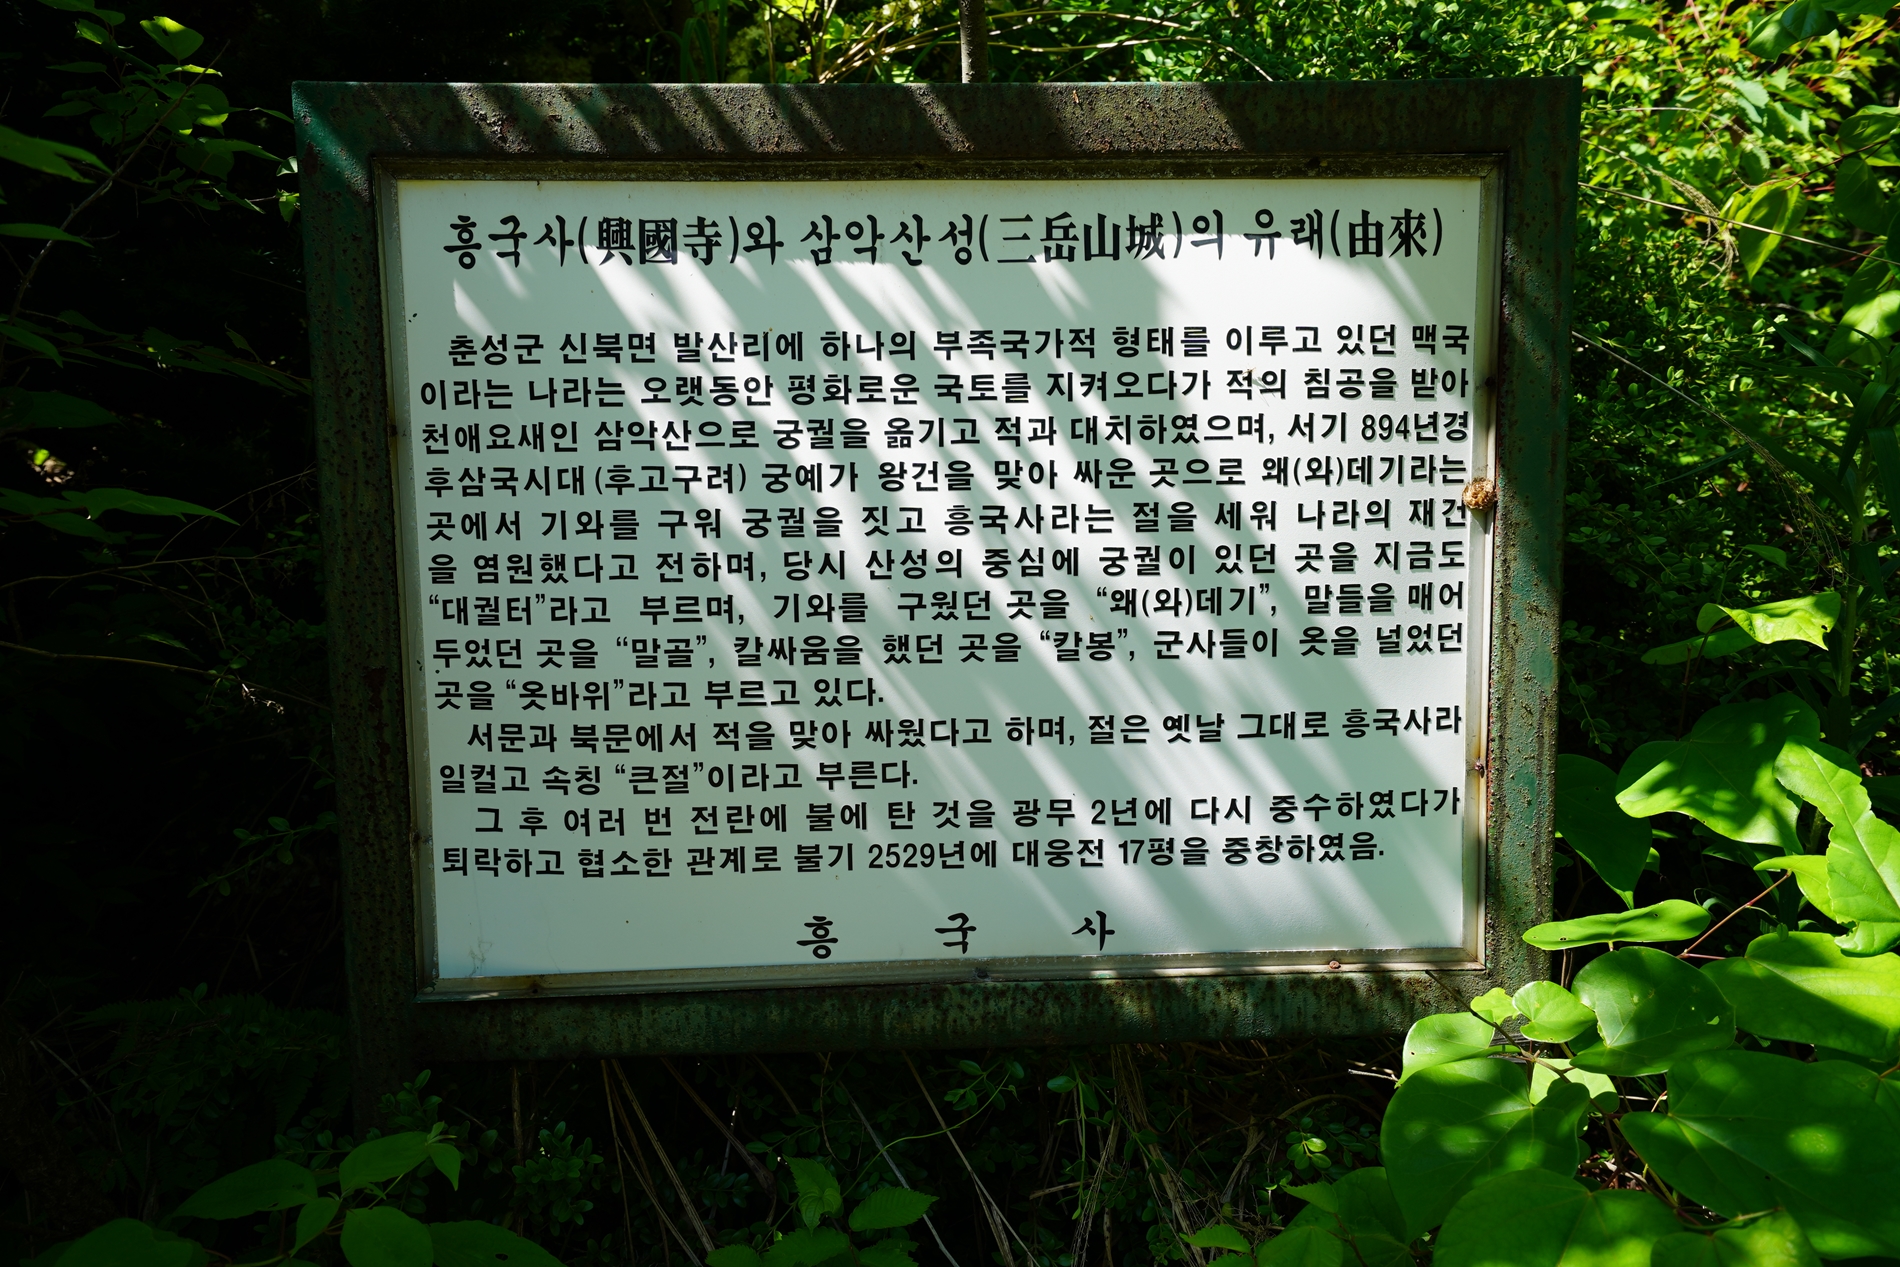 흥국사(興國寺)와 삼악산성(三岳山城)의 유래(由來)
춘성군 신북면 발산리에 하나의 부족국가적 형태를 이루고 있던 맥국
이라는 나라는 오랫동안 평화로운 국토를 지켜오다가 적의 침공을 받아
천애요새인 삼악산으로 궁궐을 옮기고 적과 대치하였으며, 서기 894년경
후삼국시대(후고구려) 궁예가 왕건을 맞아 싸운 곳으로 왜(와)데기라는
곳에서 기와를 구워 궁궐을 짓고 흥국사라는 절을 세워 나라의 재건
을 염원했다고 전하며, 당시 산성의 중심에 궁궐이 있던 곳을 지금도
“대궐터”라고 부르며, 기와를 구웠던 곳을 “왜(와)데기”, 말들을 매어
두었던 곳을 “말골”, 칼싸움을 했던 곳을 “칼봉”, 군사들이 옷을 널었던
곳을 “옷바위”라고 부르고 있다.
서문과 북문에서 적을 맞아 싸웠다고 하며, 절은 옛날 그대로 흥국사라
일컬고 속칭 “큰절”이라고 부른다.
그 후 여러 번 전란에 불에 탄 것을 광무 2년에 다시 중수하였다가
퇴락하고 협소한 관계로 불기 2529년에 대웅전 17평을 중창하였음.
흥 국 사